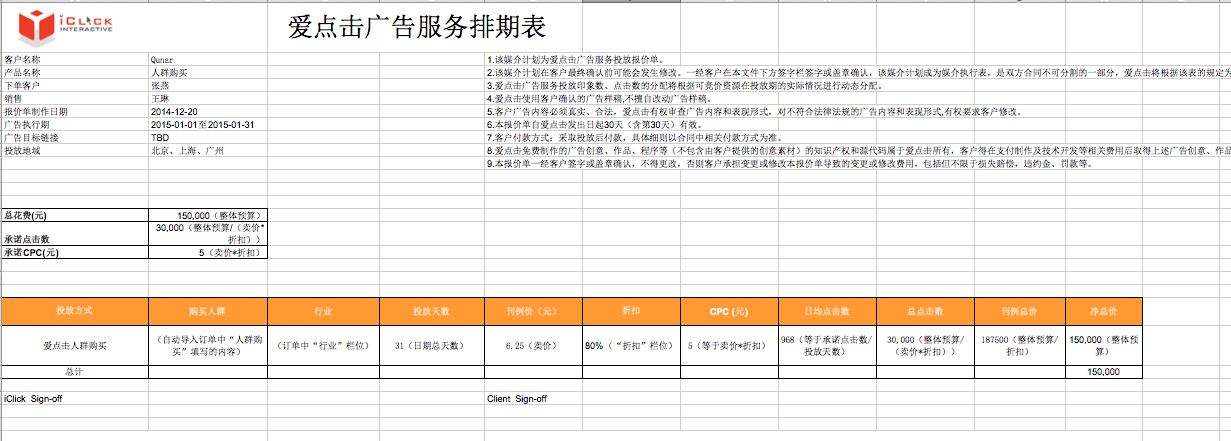 iCLICK
INTERACTIVE
爱点击广告服务排期表
客户名称 Qunar 1.该媒介计划为爱点击广告服务投放报价单。
产品名称 人群购买 2.该媒介计划在客户最终确认前可能会发生修改。一经客户在本文件下方签字栏签字或盖章确认，该媒介计划成为媒介执行表，是双方合同不可分割的一部分，爱点击将根据该表的规定为
下单客户 张燕 3.爱点击广告服务投放印象数、点击数的分配将根据可竞价资源在投放期的实际情况进行动态分配。
销售 王琳 4.爱点击使用客户确认的广告样稿,不擅自改动广告样稿。
报价单制作日期 2014-12-20 5.客户广告内容必须真实、合法，爱点击有权审查广告内容和表现形式，对不符合法律法规的广告内容和表现形式,有权要求客户修改。
广告执行期 2015-01-01至2015-01-31 6.本报价单自爱点击发出日起30天（含第30天）有效。
广告目标链接 TBD 7.客户付款方式：采取投放后付款，具体细则以合同中相关付款方式为准。
投放地域 北京、上海、广州 8.爱点击免费制作的广告创意、作品、程序等（不包含由客户提供的创意素材）的知识产权和源代码属于爱点击所有，客户得在支付制作及技术开发等相关费用后取得上述广告创意、作品
9.本报价单一经客户签字或盖章确认，不得更改，否则客户承担变更或修改本报价单导致的变更或修改费用，包括但不限于损失赔偿，违约金、罚款等。
总花费(元) 150,000（整体预算）
承诺点击数 30,000（整体预算/（卖价*
折扣））
承诺CPC(元) 5（卖价*折扣）
投放方式 购买人群 行业 投放天数 刊例价（元） 折扣 CPC (元) 日均点击数 总点击数 刊例总价 净总价
爱点击人群购买 （自动导入订单中“人群购
买”填写的内容） （订单中“行业”栏位） 31（日期总天数） 6.25（卖价） 80%（“折扣”栏位） 5（等于卖价*折扣） 968（等于承诺点击数/
投放天数） 30,000（整体预算/
（卖价*折扣）） 187500（整体预算/
折扣） 150,000（整体预
算）
总计 150,000
iClick Sign-off Client Sign-off